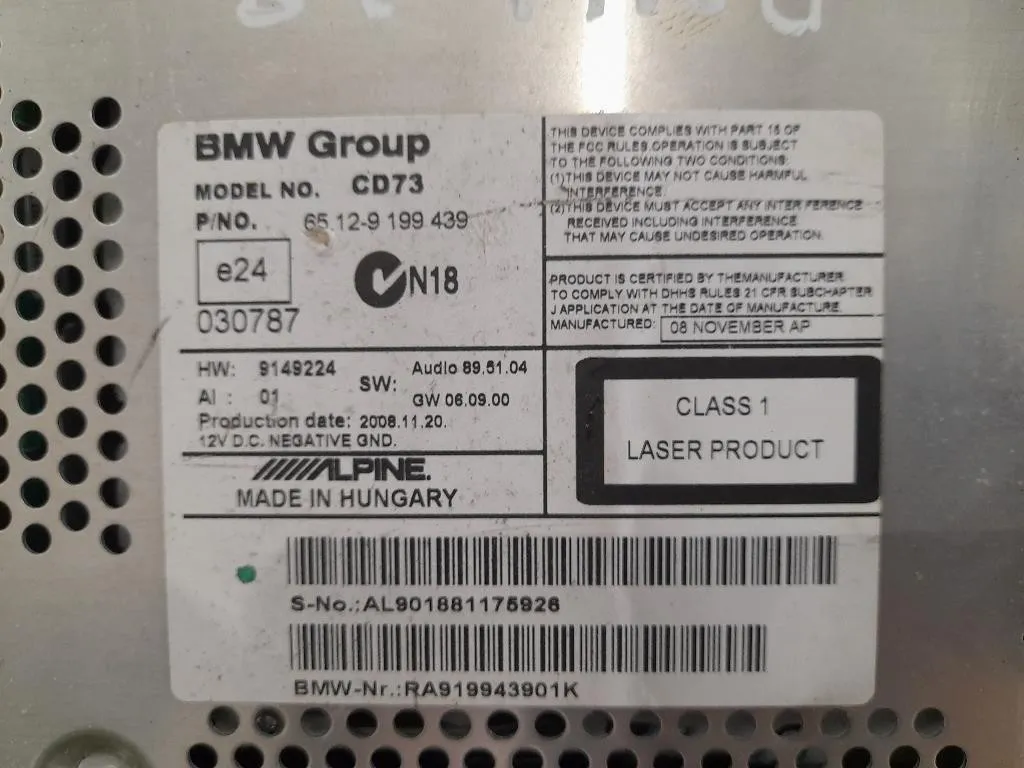 BMW Group
MODEL NO. CD73
P/NO. 65.12-9 199 439
e24
N18
030787
THIS DEVICE COMPLIES WITH PART 15 OF
THE FCC RULES.OPERATION IS SUBJECT
TO THE FOLLOWING TWO CONDITIONS:
(1)THIS DEVICE MAY NOT CAUSE HARMFUL
INTERFERENCE.
(2)THIS DEVICE MUST ACCEPT ANY INTER FERENCE
RECEIVED INCLUDING INTERFERENCE
THAT MAY CAUSE UNDESIRED OPERATION.
PRODUCT IS CERTIFIED BY THEMANUFACTURER
TO COMPLY WITH DHHS RULES 21 CFR SUBCHAPTER
J APPLICATION AT THE DATE OF MANUFACTURE.
MANUFACTURED: 08 NOVEMBER AP
HW: 9149224
AI : 01
SW: Audio 89.51.04
GW 06.09.00
Production date: 2008.11.20.
12V D.C. NEGATIVE GND.
ALPINE.
MADE IN HUNGARY
CLASS 1
LASER PRODUCT
S-No.:AL901881175926
BMW-Nr.:RA919943901K